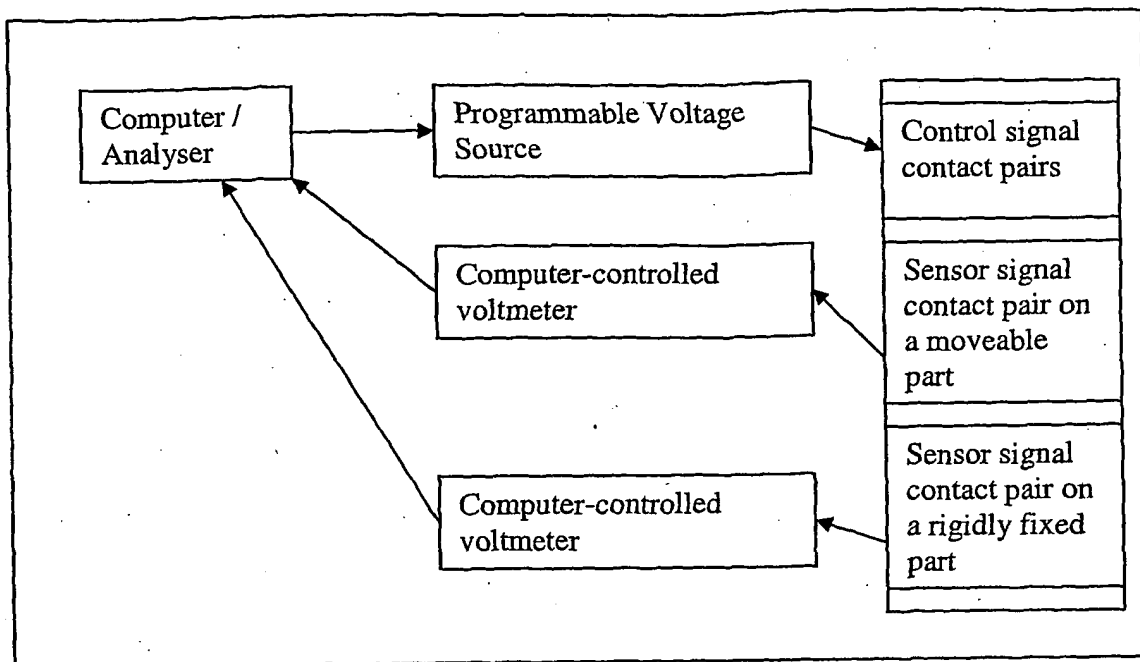 Computer /
Analyser
Programmable Voltage
Source
Control signal
contact pairs
Computer-controlled
voltmeter
Sensor signal
contact pair on
a moveable
part
Computer-controlled
voltmeter
Sensor signal
contact pair on
a rigidly fixed
part